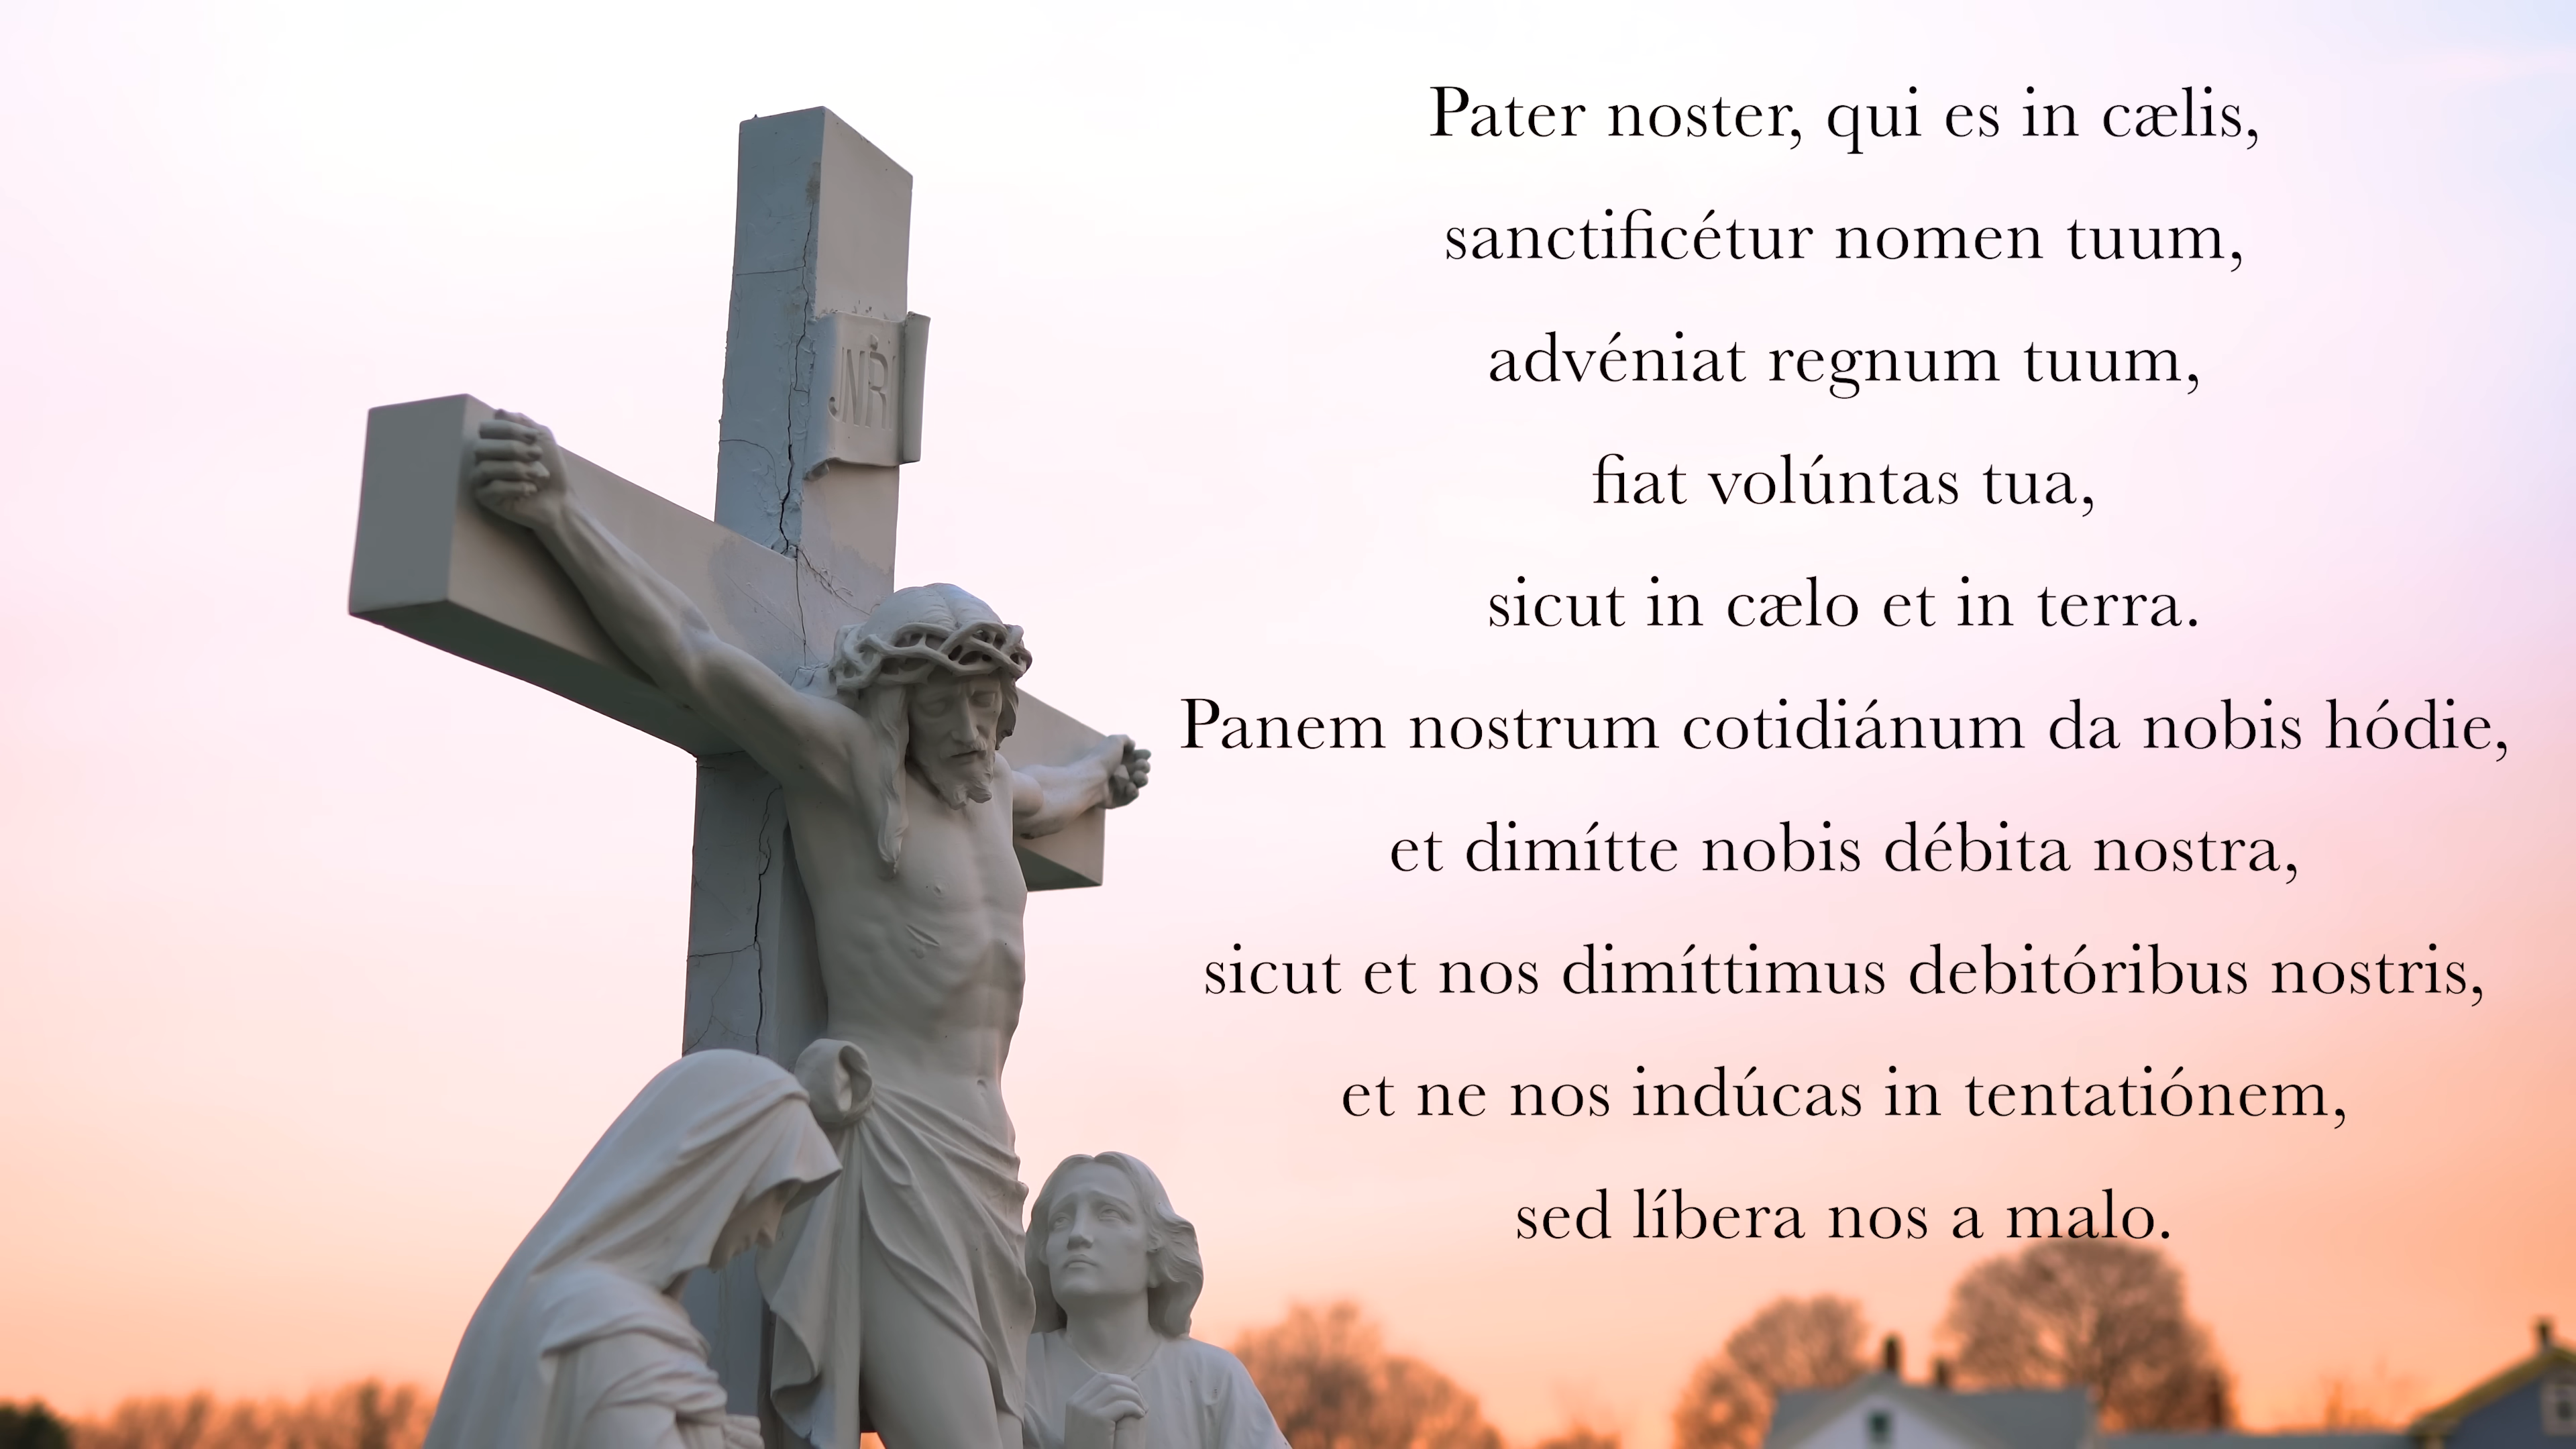 JNRI
Pater noster, qui es in cælis,
sanctificétur nomen tuum,
advéniat regnum tuum,
fiat volúntas tua,
sicut in cælo et in terra.
Panem nostrum cotidiánum da nobis hódie,
et dimítte nobis débita nostra,
sicut et nos dimíttimus debitóribus nostris,
et ne nos indúcas in tentatiónem,
sed líbera nos a malo.